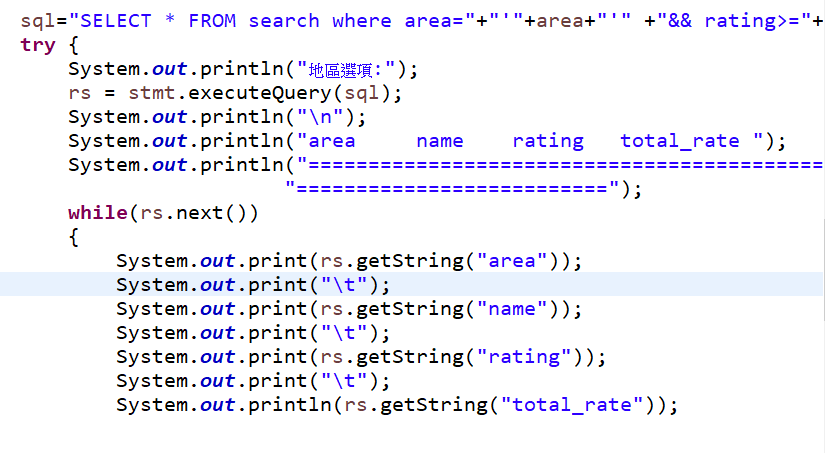 sql="SELECT * FROM search where area="+"'"+area+"'" +"&& rating>="+
try {
System.out.println("地區選項:");
rs = stmt.executeQuery(sql);
System.out.println("\n");
System.out.println("area     name    rating   total_rate ");
System.out.println("===========================================
"==========================");
while(rs.next())
{
System.out.print(rs.getString("area"));
System.out.print("\t");
System.out.print(rs.getString("name"));
System.out.print("\t");
System.out.print(rs.getString("rating"));
System.out.print("\t");
System.out.println(rs.getString("total_rate"));